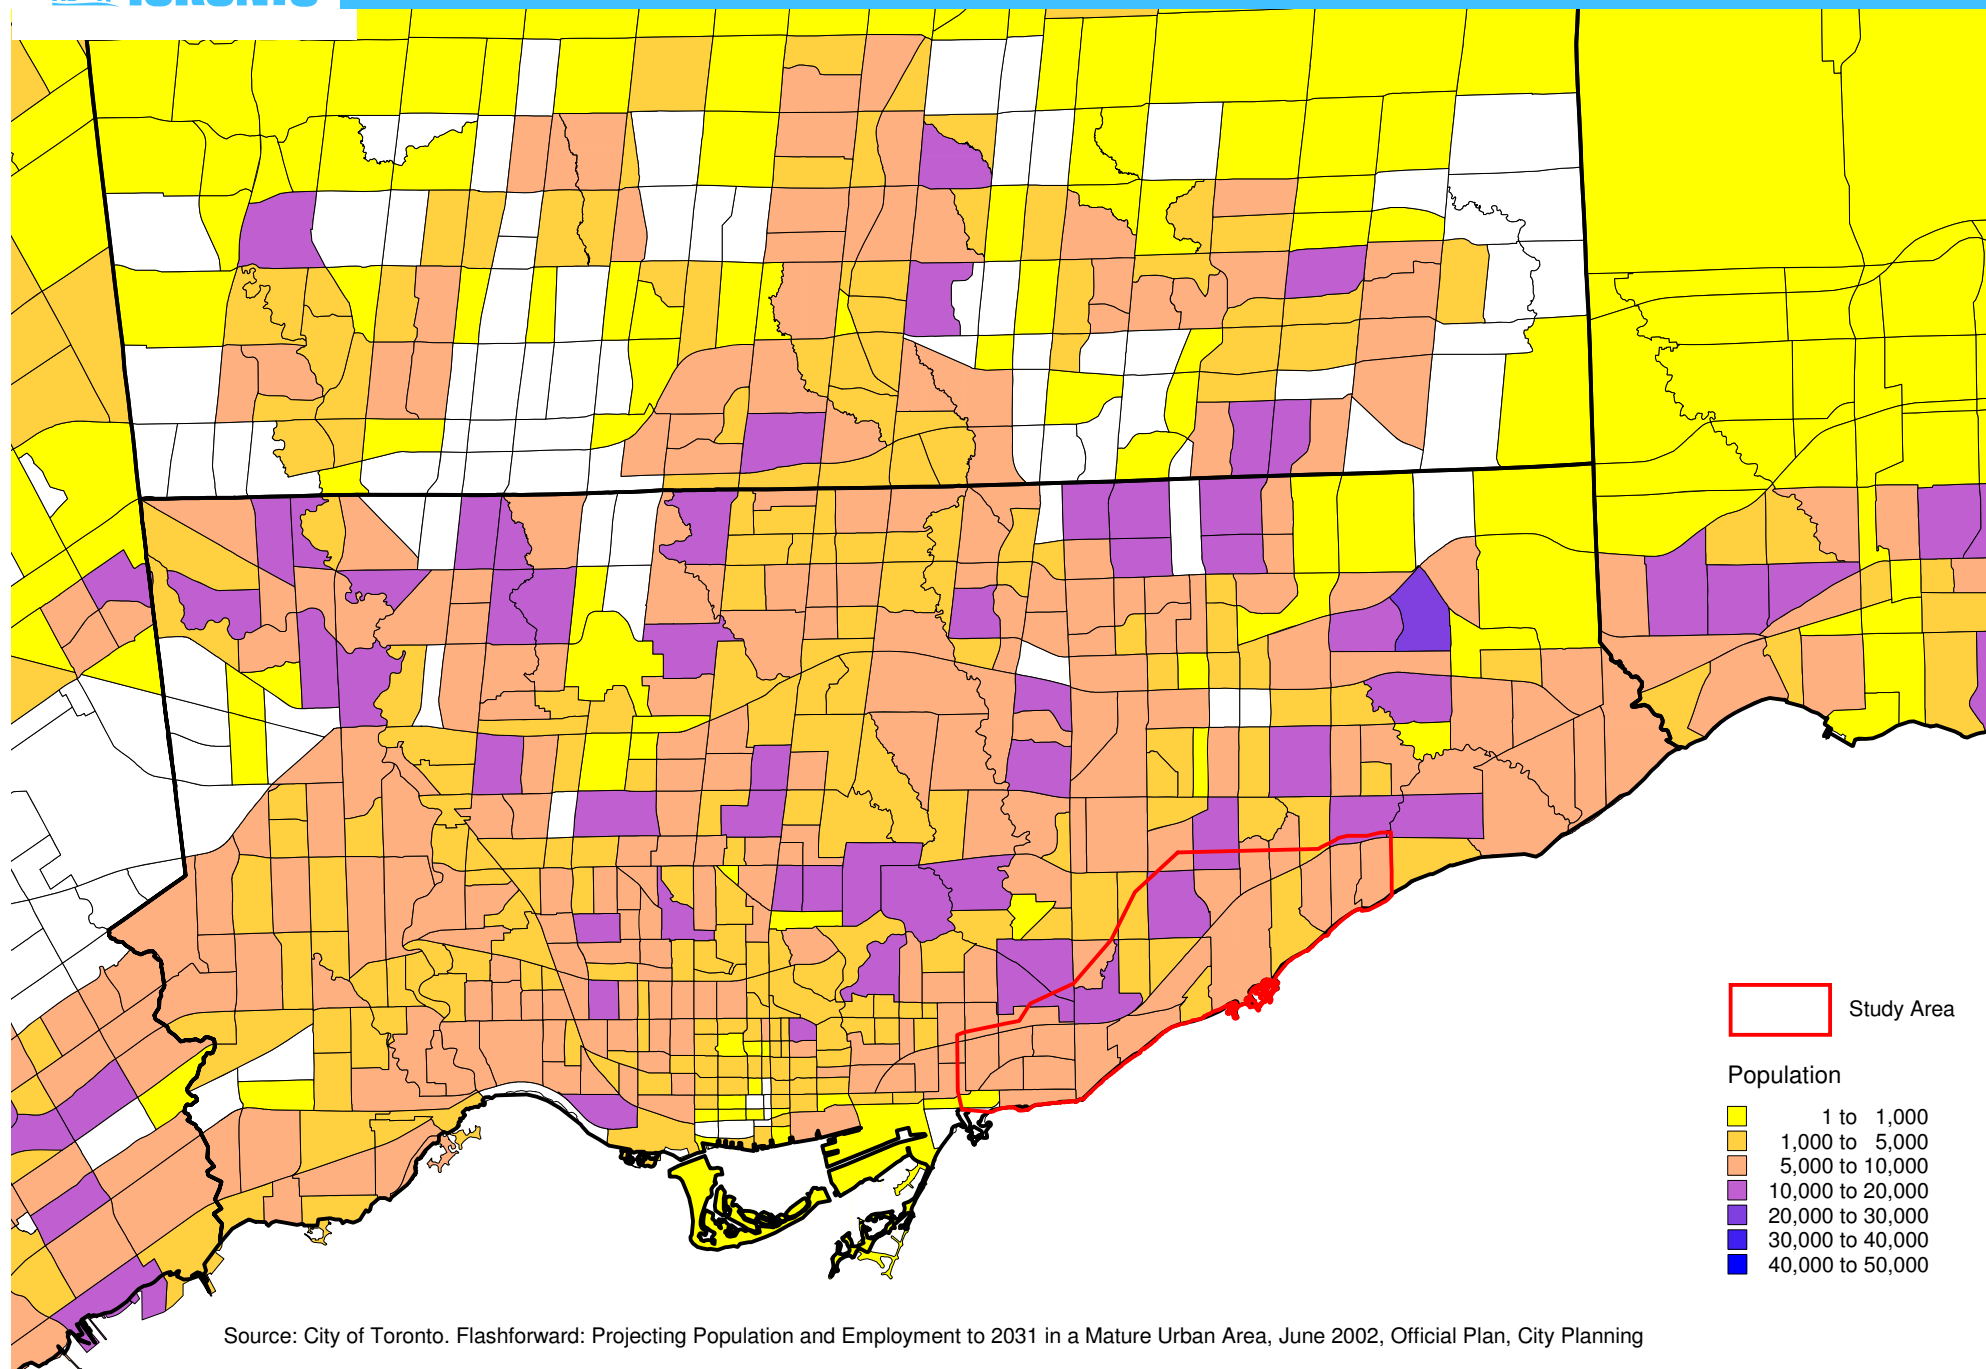 TORONTO
Study Area
Population
1 to 1,000
1,000 to 5,000
5,000 to 10,000
10,000 to 20,000
20,000 to 30,000
30,000 to 40,000
40,000 to 50,000
Source: City of Toronto. Flashforward: Projecting Population and Employment to 2031 in a Mature Urban Area, June 2002, Official Plan, City Planning